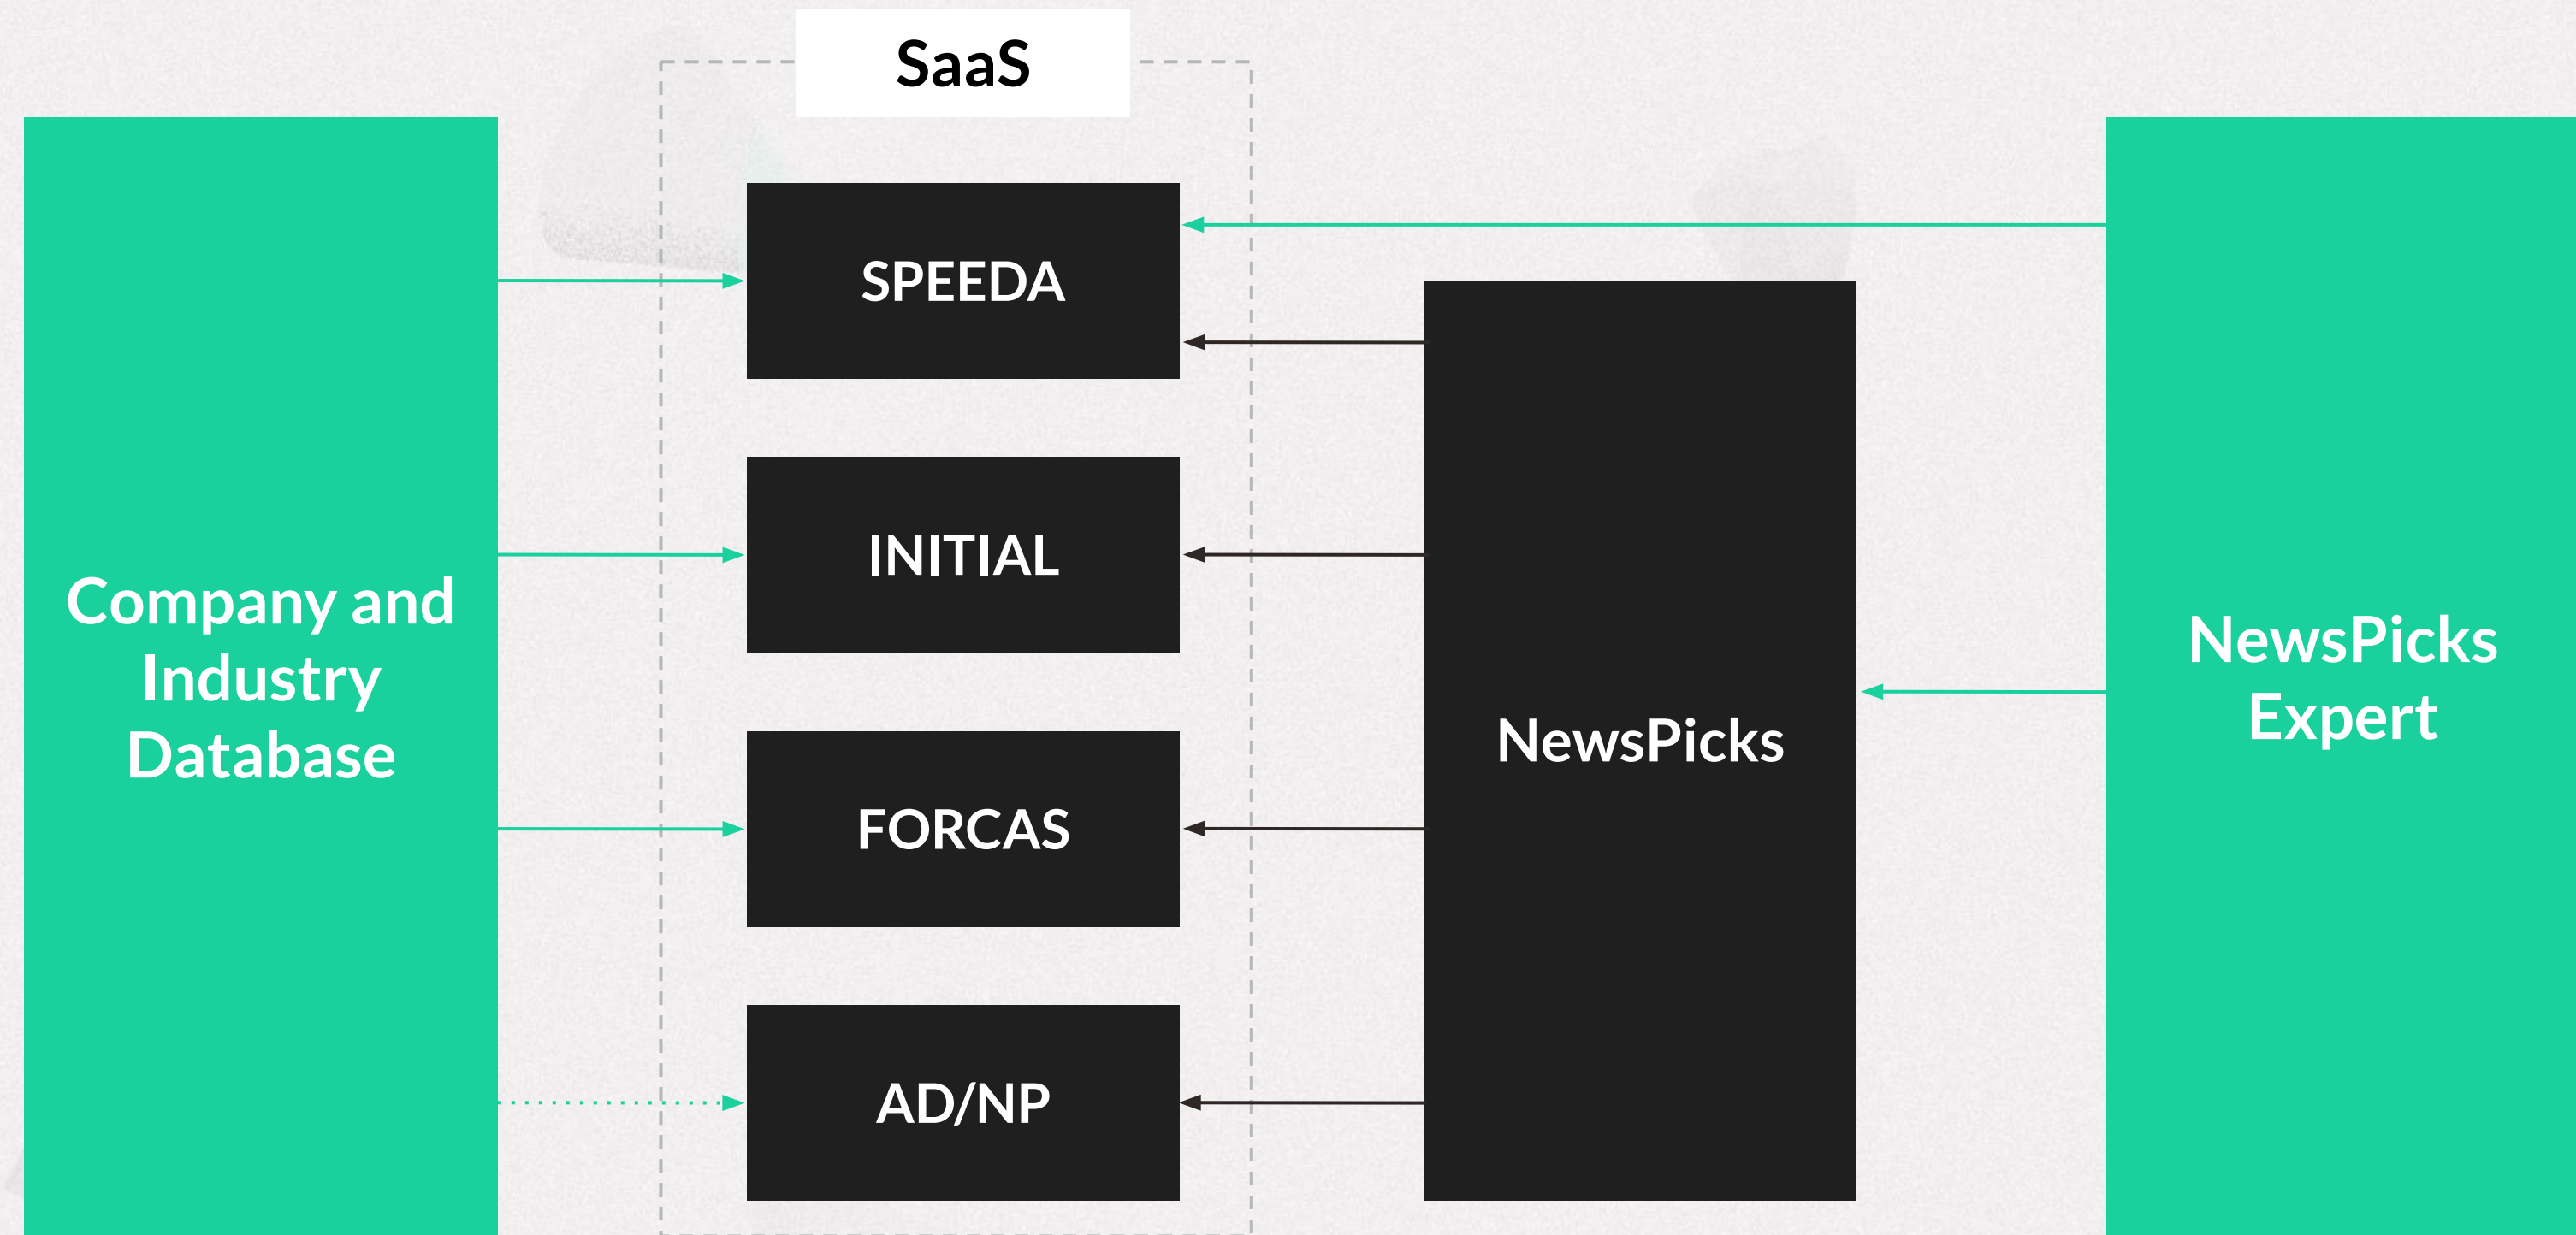 SaaS
Company and
Industry
Database
SPEEDA
INITIAL
FORCAS
AD/NP
NewsPicks
NewsPicks
Expert